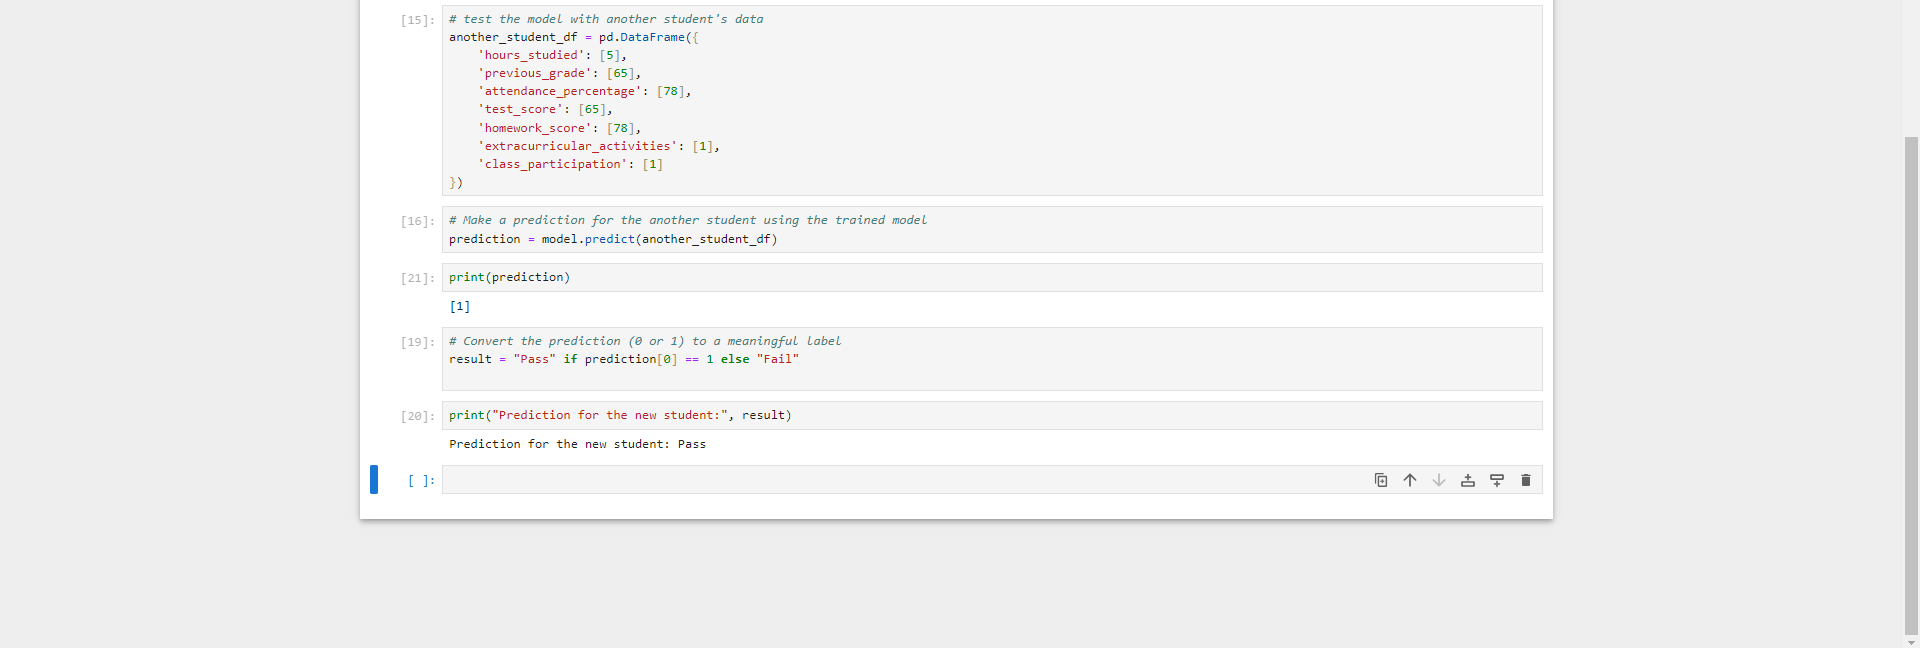 [15]:
# test the model with another student's data
another_student_df = pd.DataFrame({
    'hours_studied': [5],
    'previous_grade': [65],
    'attendance_percentage': [78],
    'test_score': [65],
    'homework_score': [78],
    'extracurricular_activities': [1],
    'class_participation': [1]
})
[16]:
# Make a prediction for the another student using the trained model
prediction = model.predict(another_student_df)
[21]:
print(prediction)
[1]
[19]:
# Convert the prediction (0 or 1) to a meaningful label
result = "Pass" if prediction[0] == 1 else "Fail"
[20]:
print("Prediction for the new student:", result)
Prediction for the new student: Pass
[ ]: